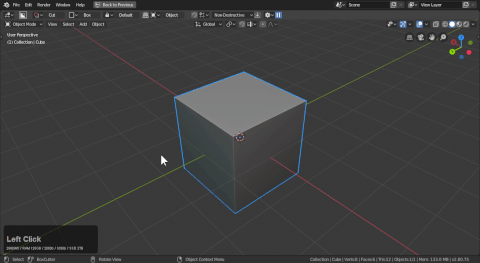 File Edit Render Window Help Back to Previous Scene View Layer
Cut Box Default Object Non-Destructive
Object Mode View Select Add Object Global
User Perspective
(1) Collection | Cube
Left Click
Select BoxCutter Rotate View Object Context Menu Collection | Cube | Verts:8 | Faces:6 | Tris:12 | Objects:1/1 | Mem: 133.0 MB | v2.80.75